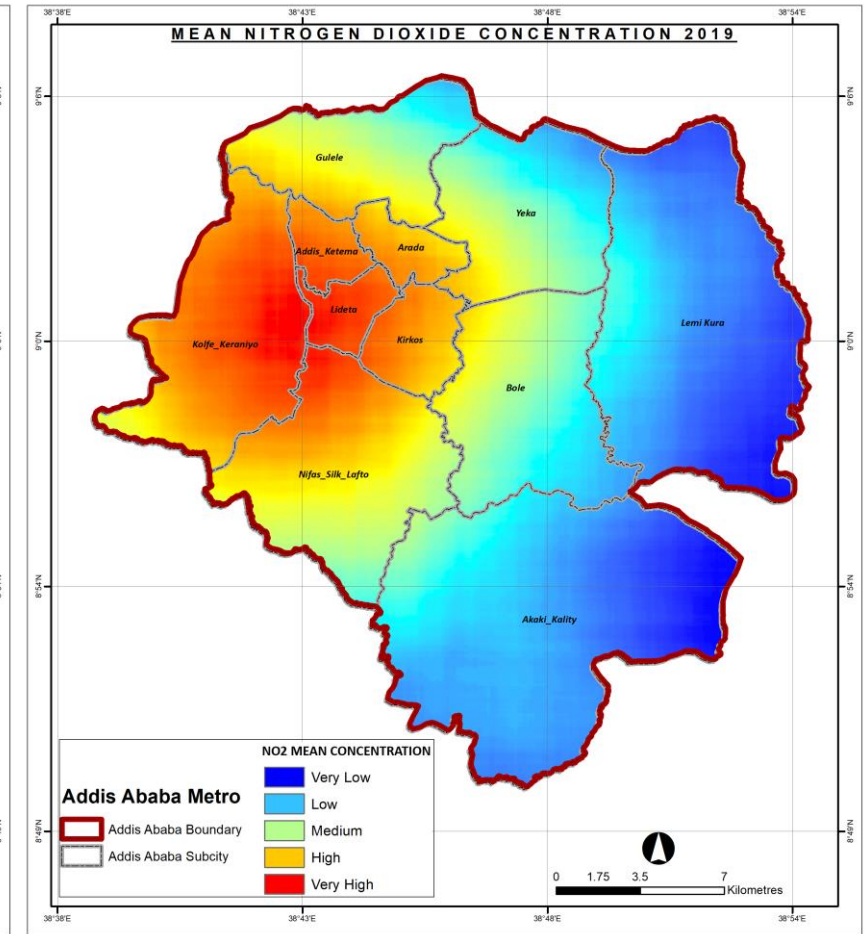 38°38'E 38°43'E 38°48'E 38°54'E
MEAN NITROGEN DIOXIDE CONCENTRATION 2019
9°6'N 9°6'N
Gulele
Yeka
Arada
Addis_Ketema
Lideta
Lemi Kura
9°0'N 9°0'N
Kolfe_Keraniyo
Kirkos
Bole
Nifas_Silk_Lafto
8°54'N 8°54'N
Akaki_Kality
NO2 MEAN CONCENTRATION
Very Low
Addis Ababa Metro
Low
Addis Ababa Boundary
Medium
Addis Ababa Subcity
High
Very High
8°49'N 8°49'N
0 1.75 3.5 7
Kilometres
38°38'E 38°43'E 38°48'E 38°54'E